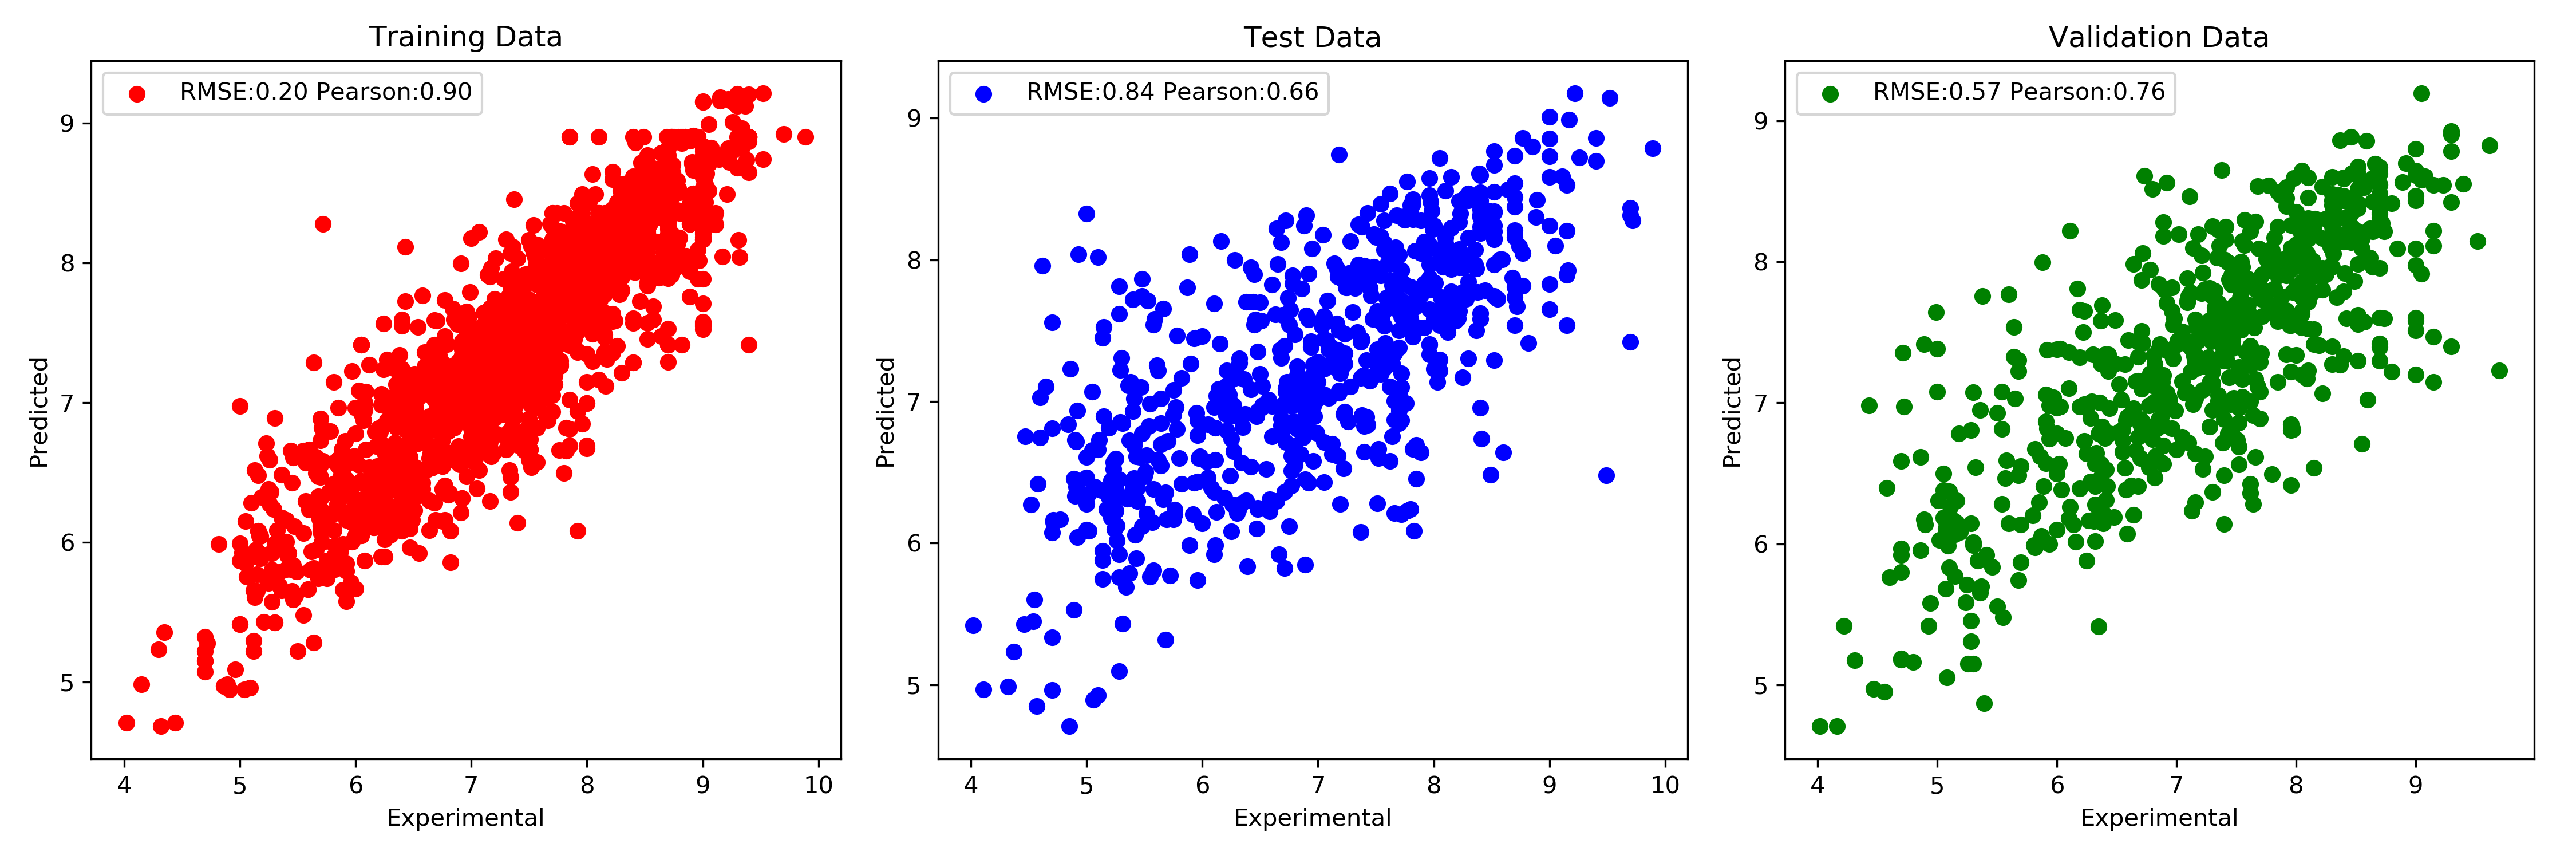 Training Data
RMSE:0.20 Pearson:0.90
9
8
7
6
5
Predicted
4 5 6 7 8 9 10
Experimental
Test Data
RMSE:0.84 Pearson:0.66
9
8
7
6
5
Predicted
4 5 6 7 8 9 10
Experimental
Validation Data
RMSE:0.57 Pearson:0.76
9
8
7
6
5
Predicted
4 5 6 7 8 9
Experimental